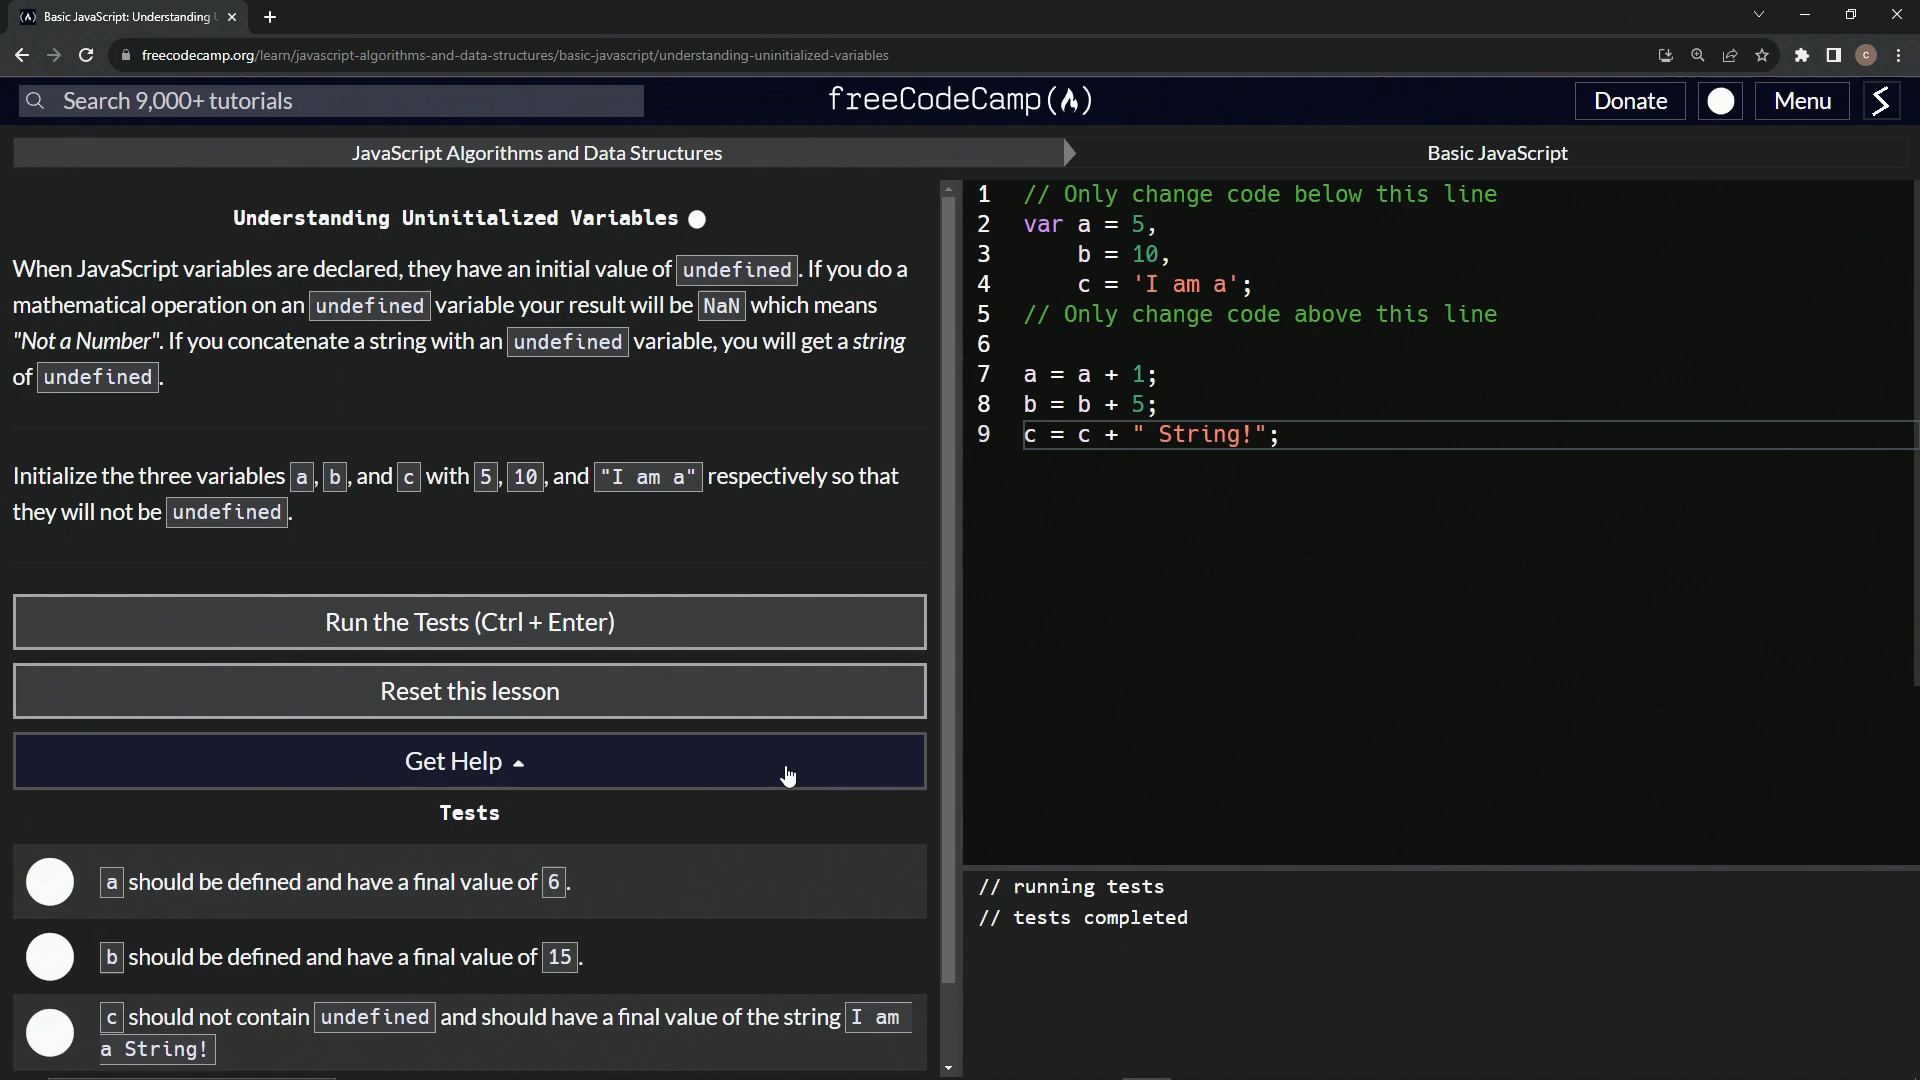 Basic JavaScript: Understanding U
freecodecamp.org/learn/javascript-algorithms-and-data-structures/basic-javascript/understanding-uninitialized-variables
c
Search 9,000+ tutorials
freeCodeCamp(🔥)
Donate
Menu
JavaScript Algorithms and Data Structures
Basic JavaScript
Understanding Uninitialized Variables
When JavaScript variables are declared, they have an initial value of undefined. If you do a
mathematical operation on an undefined variable your result will be NaN which means
"Not a Number". If you concatenate a string with an undefined variable, you will get a string
of undefined.
Initialize the three variables a, b, and c with 5, 10, and "I am a" respectively so that
they will not be undefined.
Run the Tests (Ctrl + Enter)
Reset this lesson
Get Help
Tests
a should be defined and have a final value of 6.
b should be defined and have a final value of 15.
c should not contain undefined and should have a final value of the string I am
a String!
1 // Only change code below this line
2 var a = 5,
3 b = 10,
4 c = 'I am a';
5 // Only change code above this line
6
7 a = a + 1;
8 b = b + 5;
9 c = c + " String!";
// running tests
// tests completed